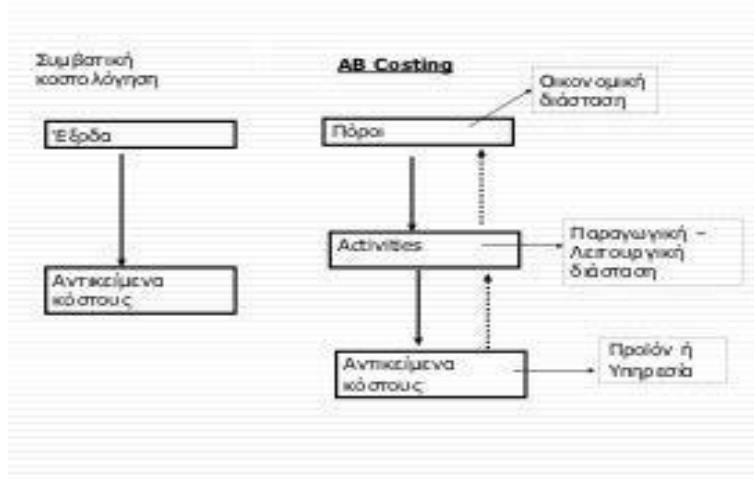 Συμβατική
κοστολόγηση
Έξοδα
Αντικείμενα
κόστους
AB Costing
Πόροι
Οικονομική
διάσταση
Activities
Παραγωγική –
Λειτουργική
διάσταση
Αντικείμενα
κόστους
Προϊόν ή
Υπηρεσία